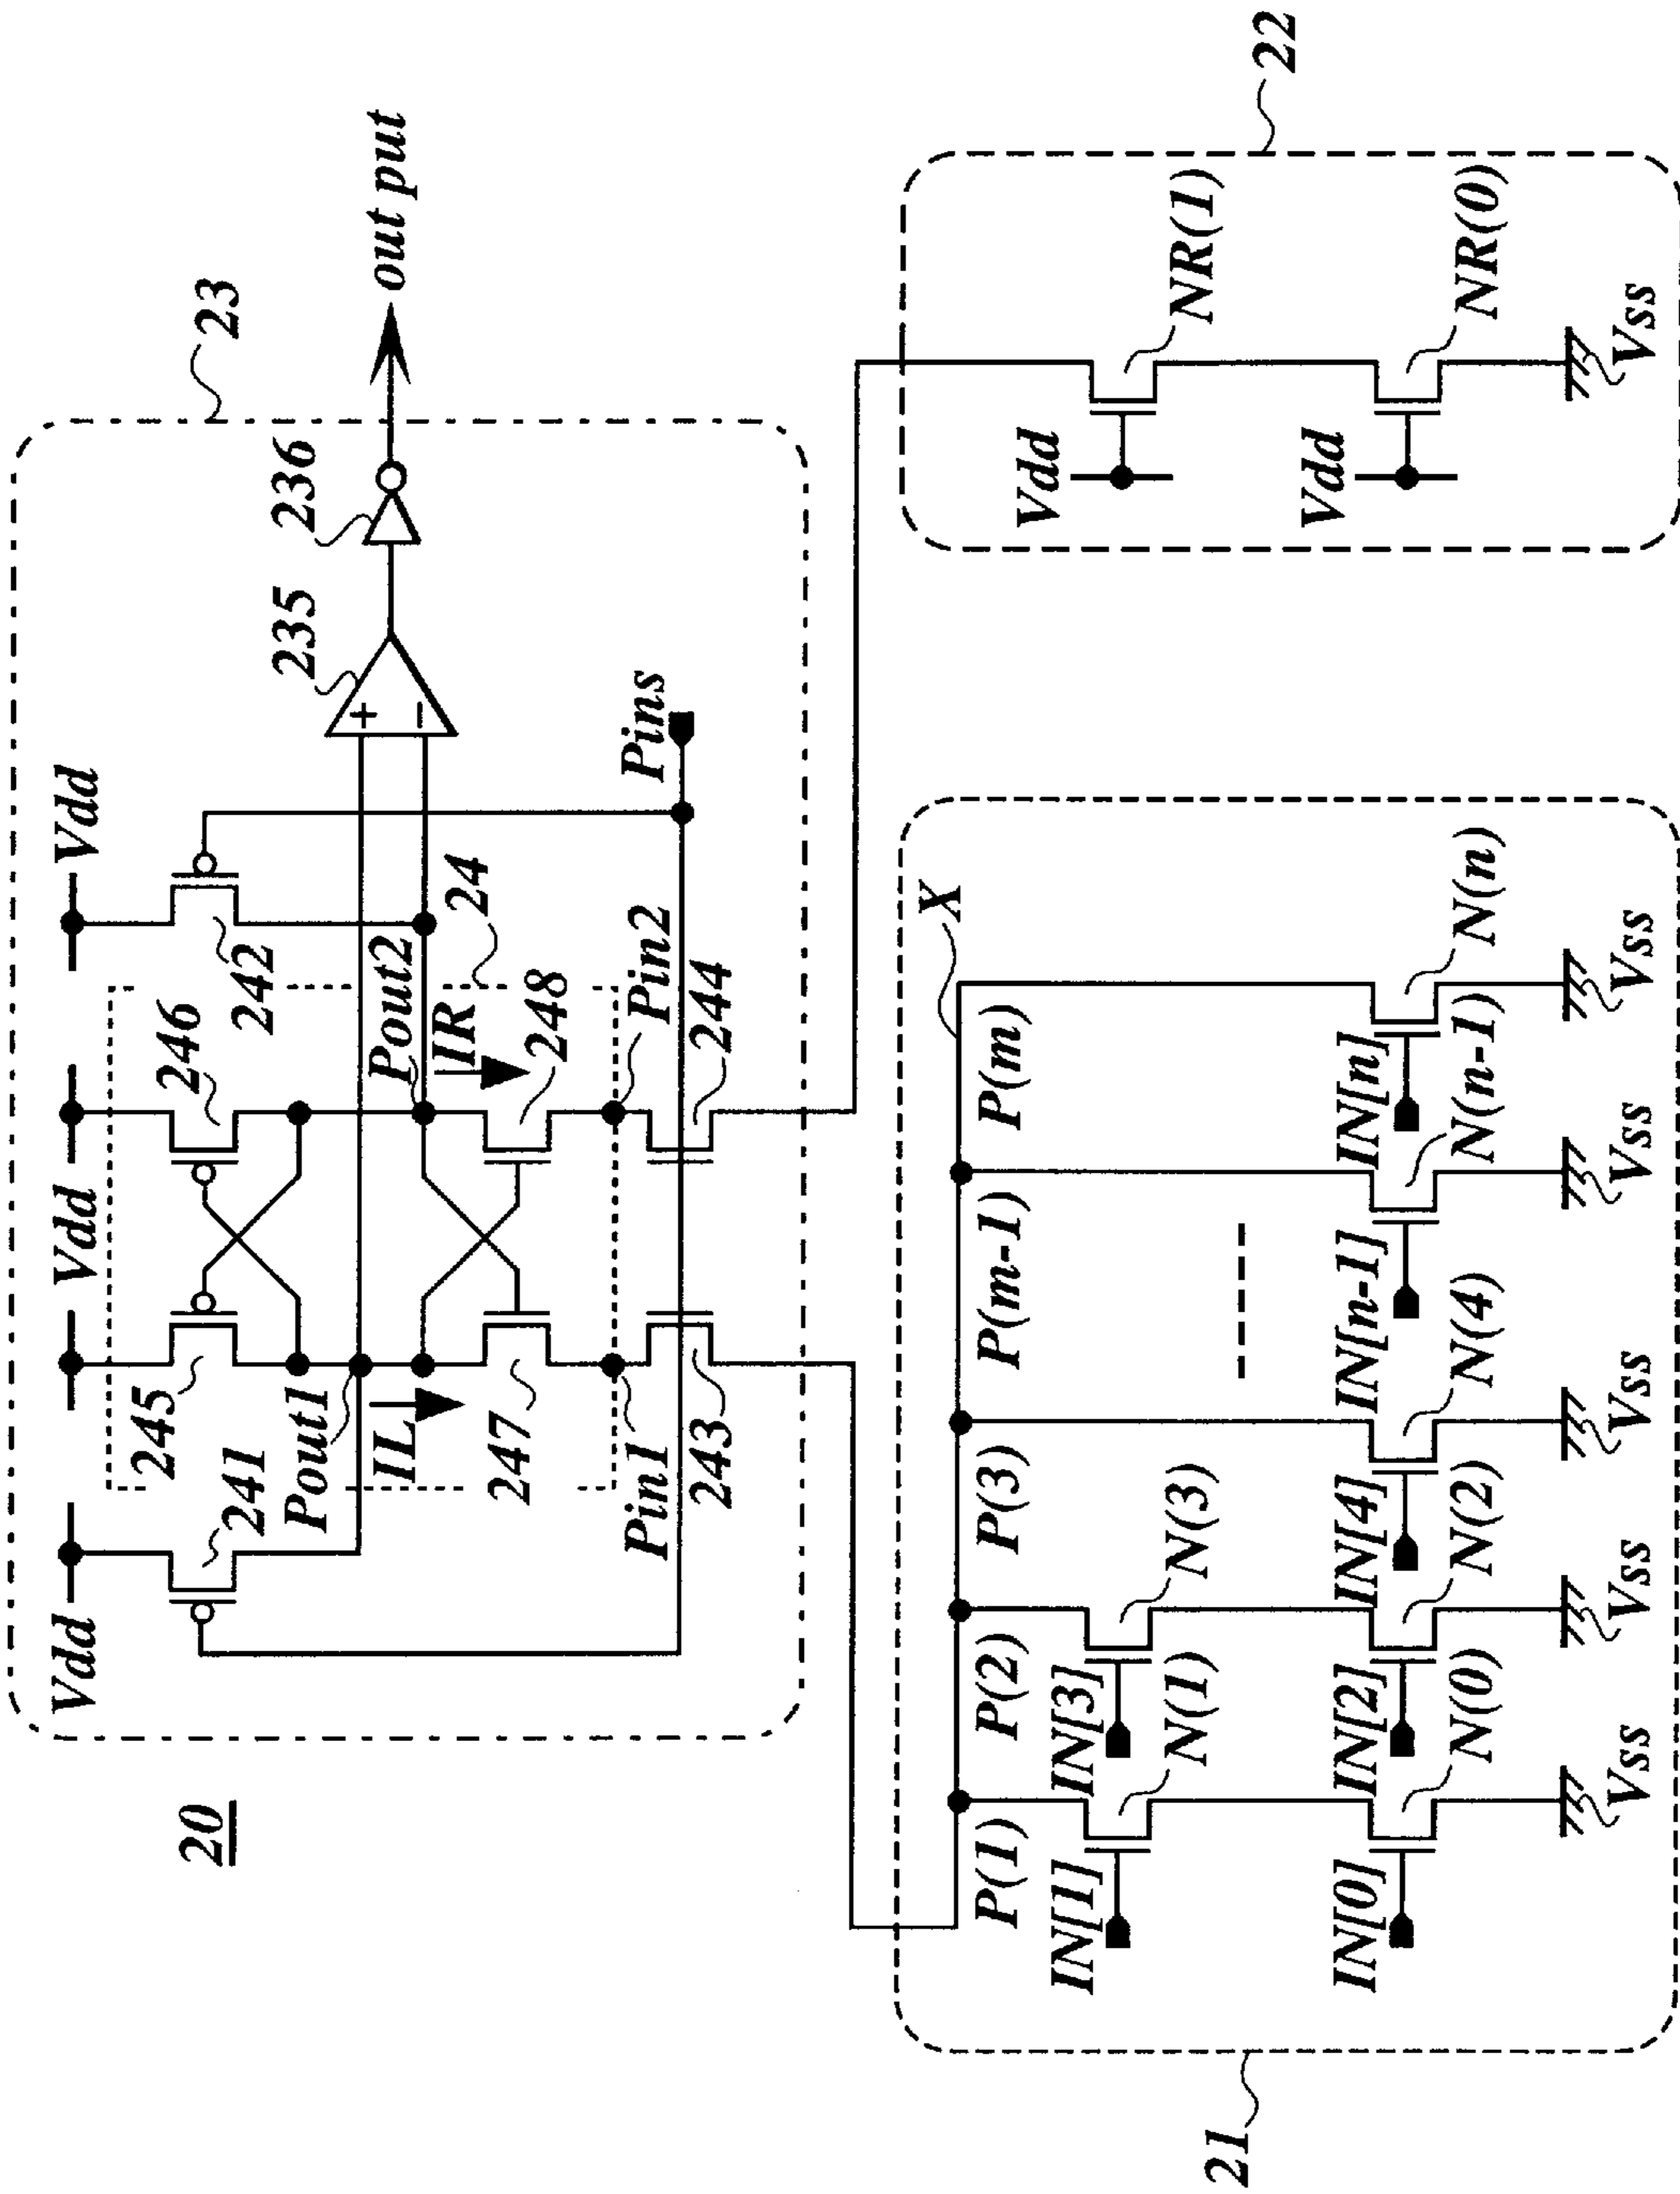 20
23
Vdd
Vdd
Vdd
241
245
246
242
Pout1
Pout2
24
IL
IR
247
248
Pin1
Pin2
243
244
Pins
235
+
−
236
out put
21
X
P(1)
P(2)
P(3)
P(m-1)
P(m)
IN[1]
IN[3]
N(1)
N(3)
IN[0]
IN[2]
IN[4]
IN[n-1]
IN[n]
N(0)
N(2)
N(4)
N(n-1)
N(n)
Vss
Vss
Vss
Vss
Vss
22
Vdd
NR(1)
Vdd
NR(0)
Vss